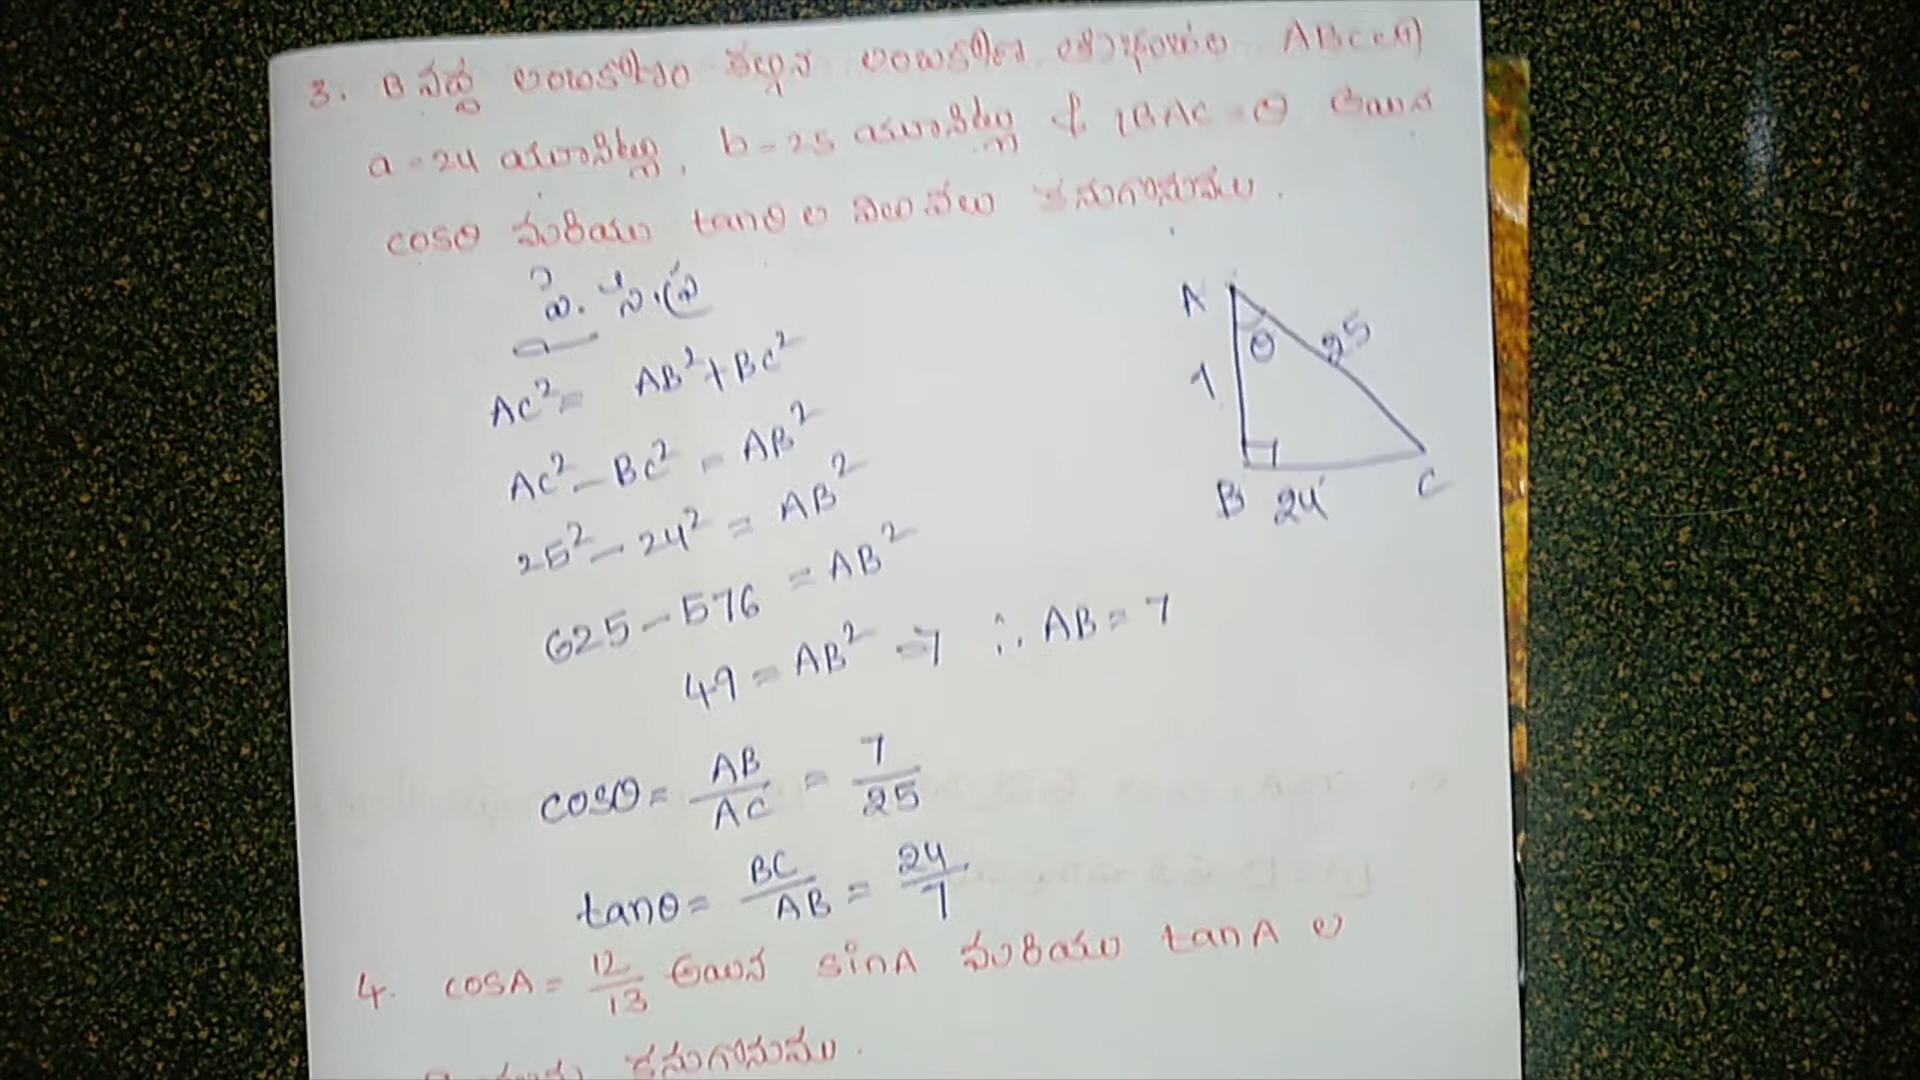 3. B వద్ద లంబకోణం కల్గిన లంబకోణ త్రిభుజం ABC లో
a = 24 యూనిట్లు, b = 25 యూనిట్లు & ∠BAC = θ అయిన
cosθ మరియు tanθ ల విలువలు కనుగొనుము.
పై. సి.ద్ధ
AC² = AB² + BC²
AC² - BC² = AB²
25² - 24² = AB²
625 - 576 = AB²
49 = AB² = 7 ∴ AB = 7
cosθ = AB/AC = 7/25
tanθ = BC/AB = 24/7
A
θ
25
7
B 24 C
4. cosA = 12/13 అయిన sinA మరియు tanA ల
కనుగొనుము.